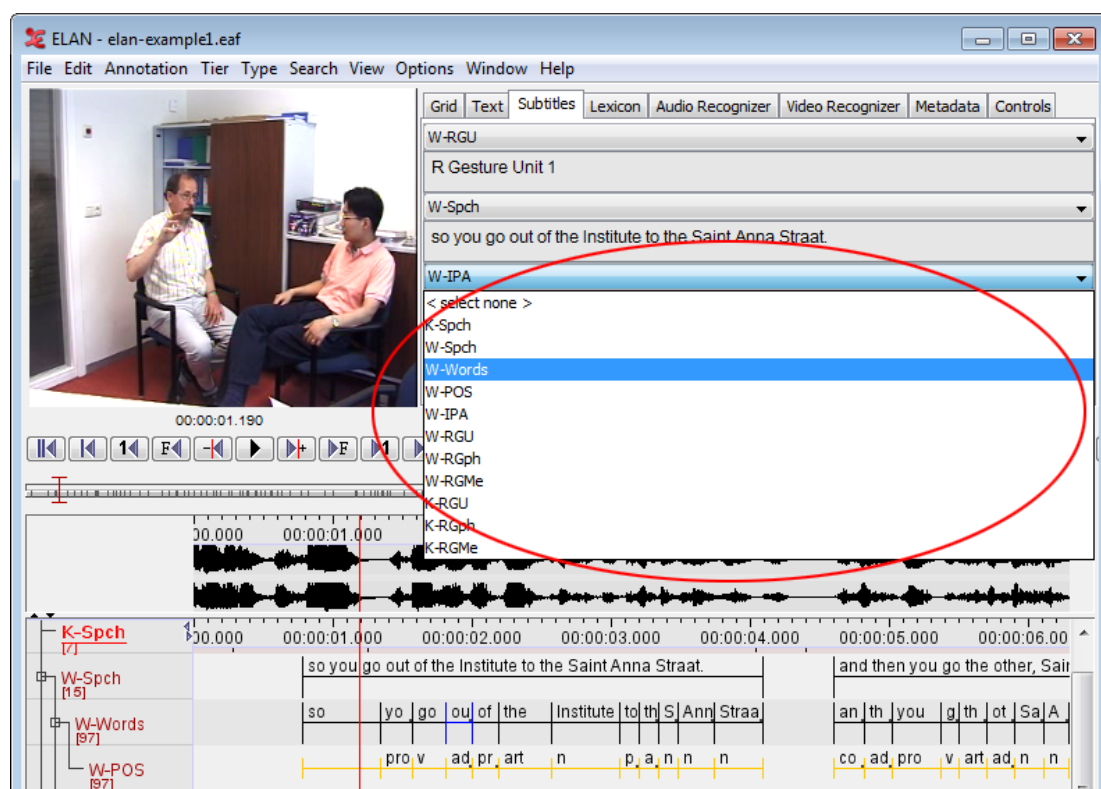 ELAN - elan-example1.eaf
File Edit Annotation Tier Type Search View Options Window Help
Grid Text Subtitles Lexicon Audio Recognizer Video Recognizer Metadata Controls
W-RGU
R Gesture Unit 1
W-Spch
so you go out of the Institute to the Saint Anna Straat.
W-IPA
< select none >
K-Spch
W-Spch
W-Words
W-POS
W-IPA
W-RGU
W-RGph
W-RGMe
K-RGU
K-RGph
K-RGMe
00:00:01.190
1 F - + F 1
00.000 00:00:01.000
K-Spch
[7]
00.000 00:00:01.000 00:00:02.000 00:00:03.000 00:00:04.000 00:00:05.000 00:00:06.00
W-Spch
[15]
so you go out of the Institute to the Saint Anna Straat. and then you go the other, Sair
W-Words
[97]
so yo go ou of the Institute to th S Ann Straa an th you g th ot Sa A
W-POS
[97]
pro v ad pr art n p a n n n co ad pro v art ad n n